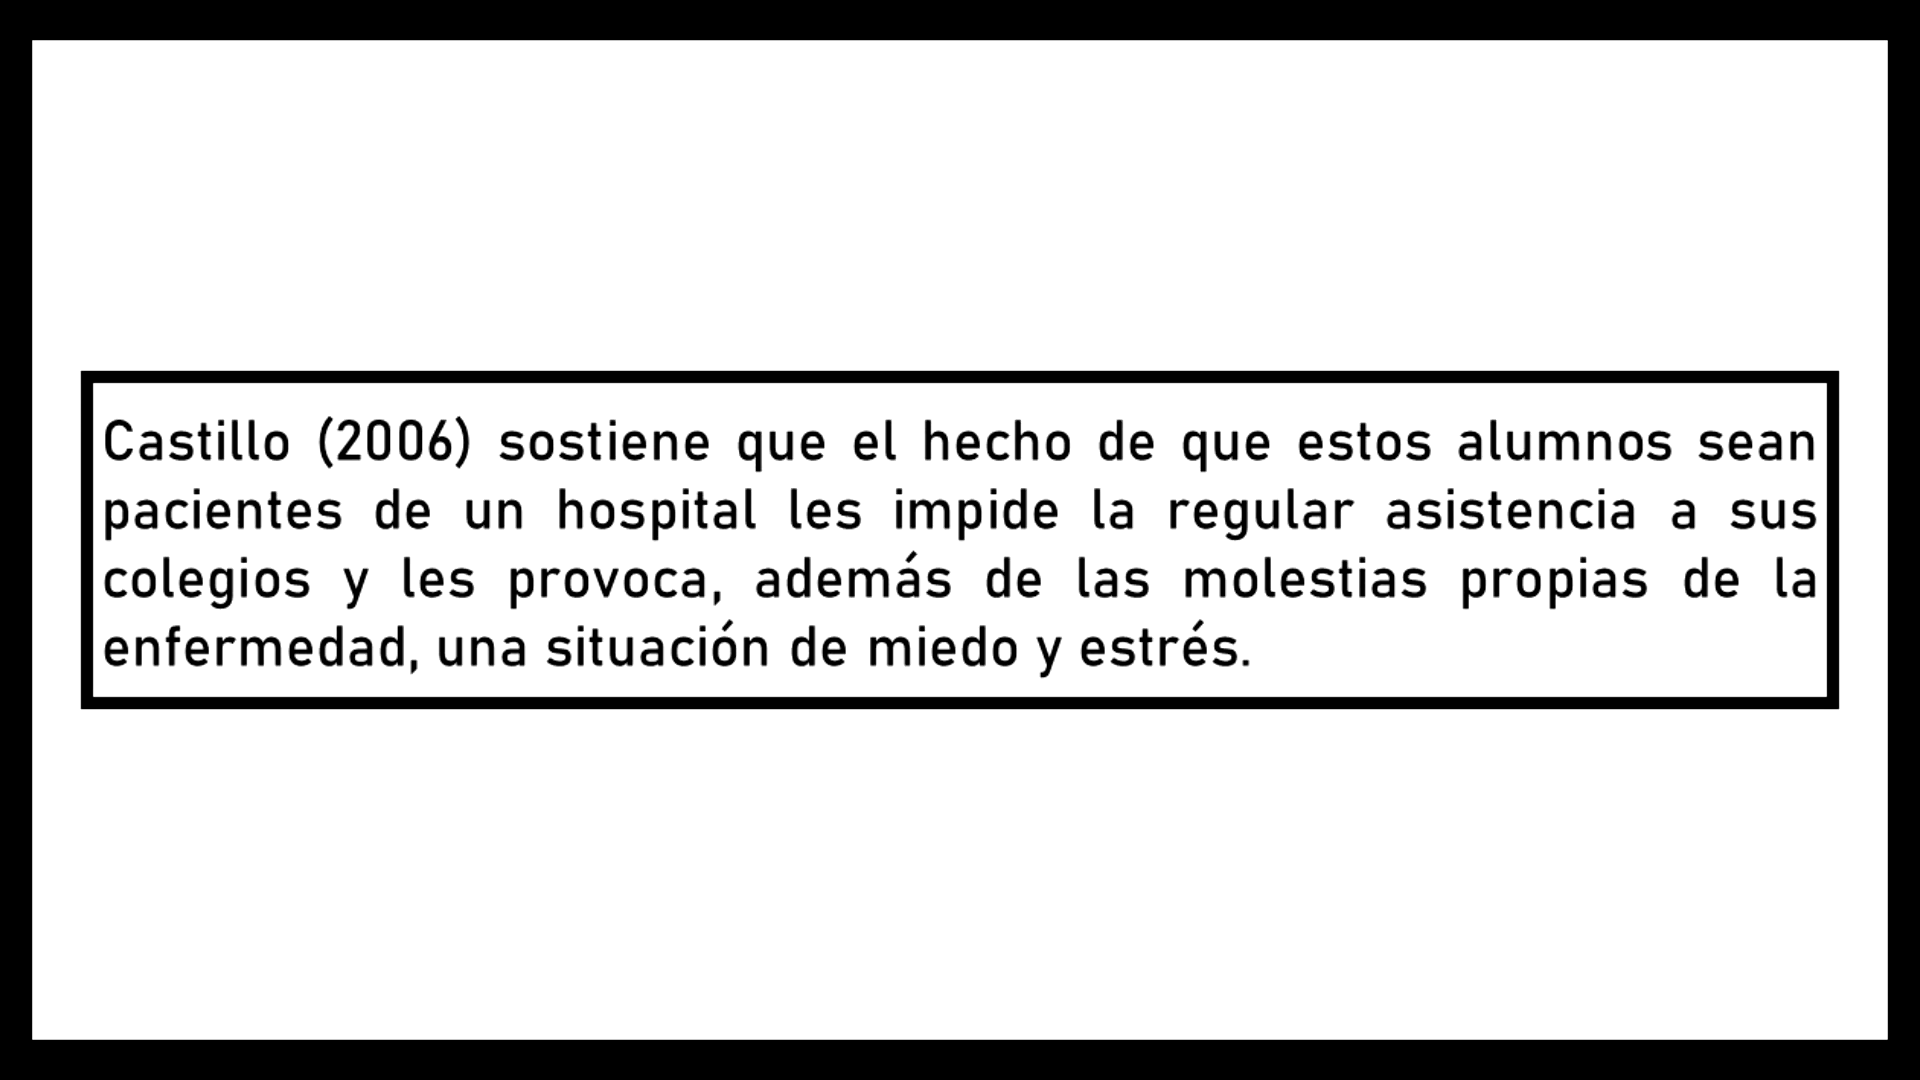 Castillo (2006) sostiene que el hecho de que estos alumnos sean
pacientes de un hospital les impide la regular asistencia a sus
colegios y les provoca, además de las molestias propias de la
enfermedad, una situación de miedo y estrés.